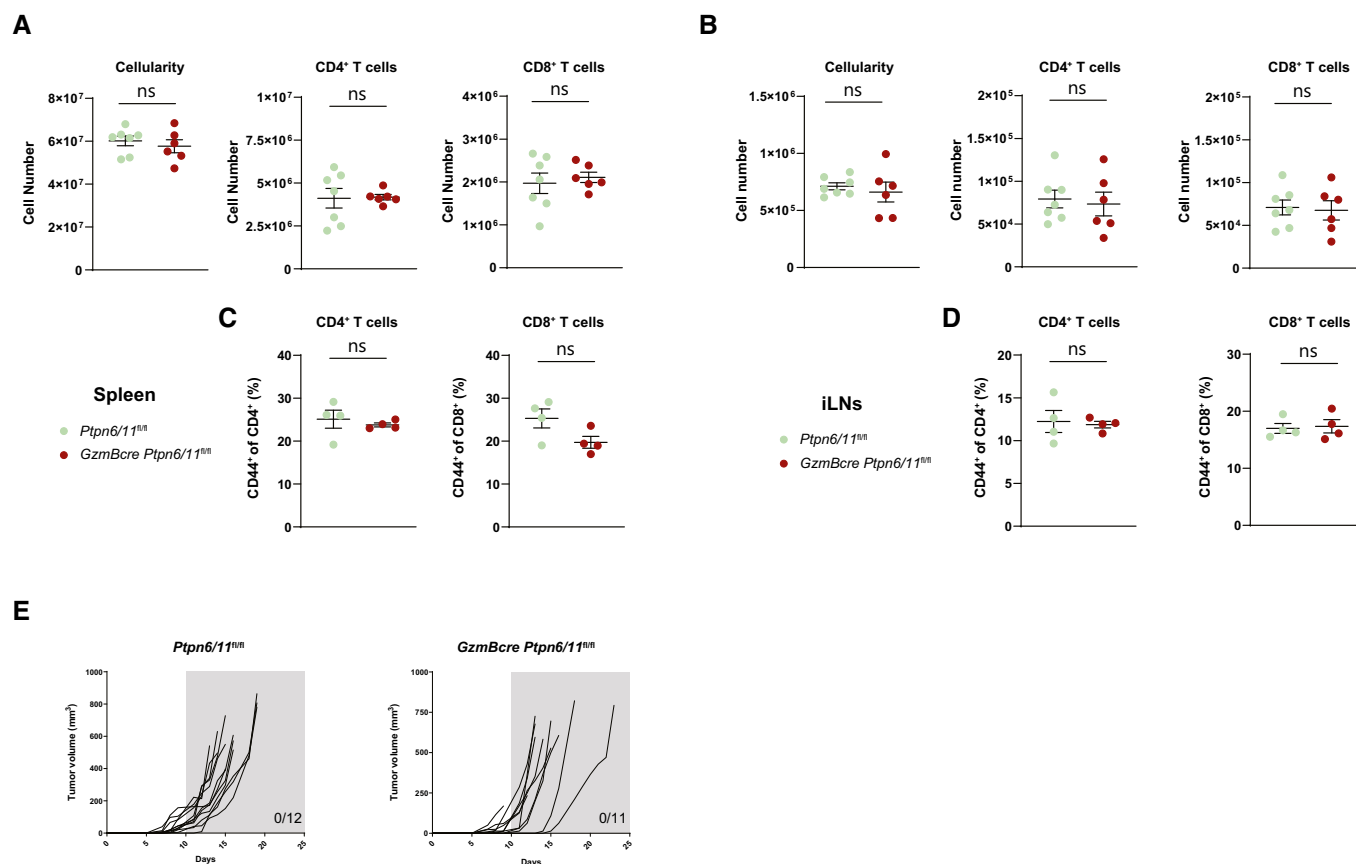 A
Cellularity
ns
8×10⁷
6×10⁷
4×10⁷
2×10⁷
0
Cell Number
CD4⁺ T cells
ns
1×10⁷
7.5×10⁶
5×10⁶
2.5×10⁶
0
Cell Number
CD8⁺ T cells
ns
4×10⁶
3×10⁶
2×10⁶
1×10⁶
0
Cell Number
B
Cellularity
ns
1.5×10⁶
1×10⁶
5×10⁵
0
Cell Number
CD4⁺ T cells
ns
2×10⁵
1.5×10⁵
1×10⁵
5×10⁴
0
Cell number
CD8⁺ T cells
ns
2×10⁵
1.5×10⁵
1×10⁵
5×10⁴
0
Cell number
Spleen
Ptpn6/11ᶠˡ/ᶠˡ
GzmBcre Ptpn6/11ᶠˡ/ᶠˡ
C
CD4⁺ T cells
ns
40
30
20
10
0
CD44⁺ of CD4⁺ (%)
CD8⁺ T cells
ns
40
30
20
10
0
CD44⁺ of CD8⁺ (%)
iLNs
Ptpn6/11ᶠˡ/ᶠˡ
GzmBcre Ptpn6/11ᶠˡ/ᶠˡ
D
CD4⁺ T cells
ns
20
15
10
5
0
CD44⁺ of CD4⁺ (%)
CD8⁺ T cells
ns
30
20
10
0
CD44⁺ of CD8⁺ (%)
E
Ptpn6/11ᶠˡ/ᶠˡ
1000
800
600
400
200
0
Tumor volume (mm³)
0/12
0 5 10 15 20 25
Days
GzmBcre Ptpn6/11ᶠˡ/ᶠˡ
1000
750
500
250
0
Tumor volume (mm³)
0/11
0 5 10 15 20 25
Days